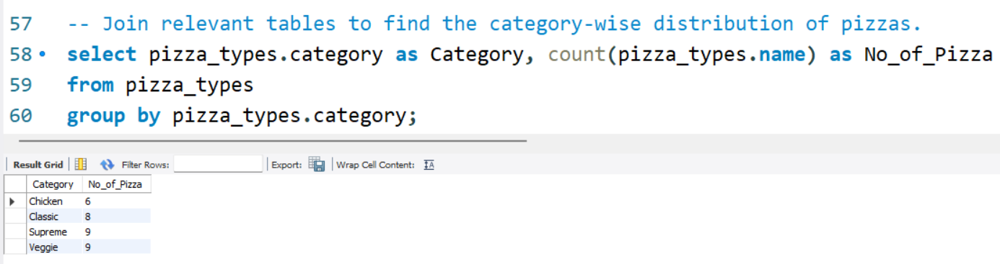 57 -- Join relevant tables to find the category-wise distribution of pizzas.
58 select pizza_types.category as Category, count(pizza_types.name) as No_of_Pizza
59 from pizza_types
60 group by pizza_types.category;
Result Grid Filter Rows: Export: Wrap Cell Content: IA
Category No_of_Pizza
Chicken 6
Classic 8
Supreme 9
Veggie 9